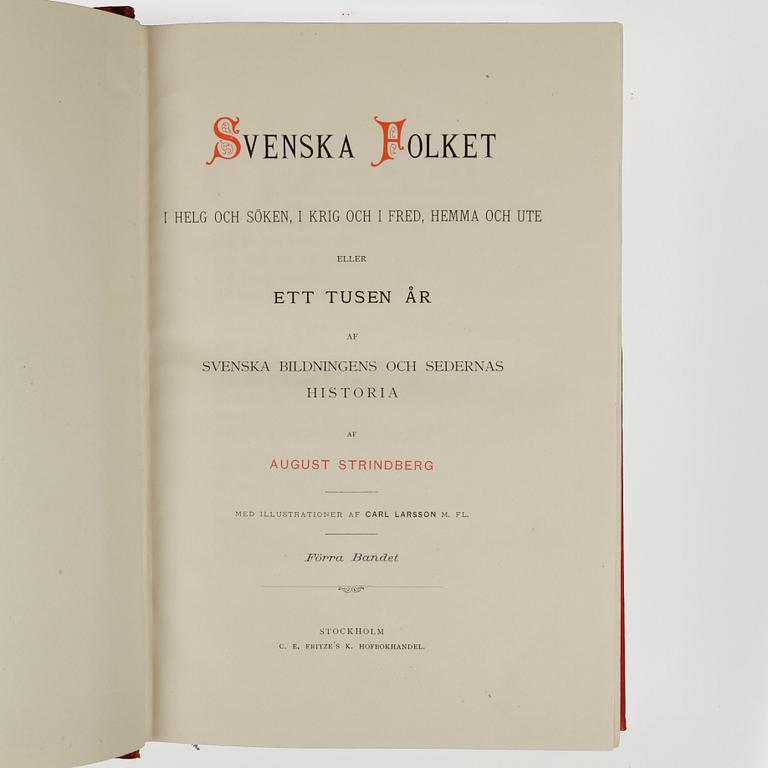 SVENSKA FOLKET
I HELG OCH SÖKEN, I KRIG OCH I FRED, HEMMA OCH UTE
ELLER
ETT TUSEN ÅR
AF
SVENSKA BILDNINGENS OCH SEDERNAS
HISTORIA
AF
AUGUST STRINDBERG
MED ILLUSTRATIONER AF CARL LARSSON M. FL.
Förra Bandet
STOCKHOLM
C. E. FRITZE'S K. HOFBOKHANDEL.